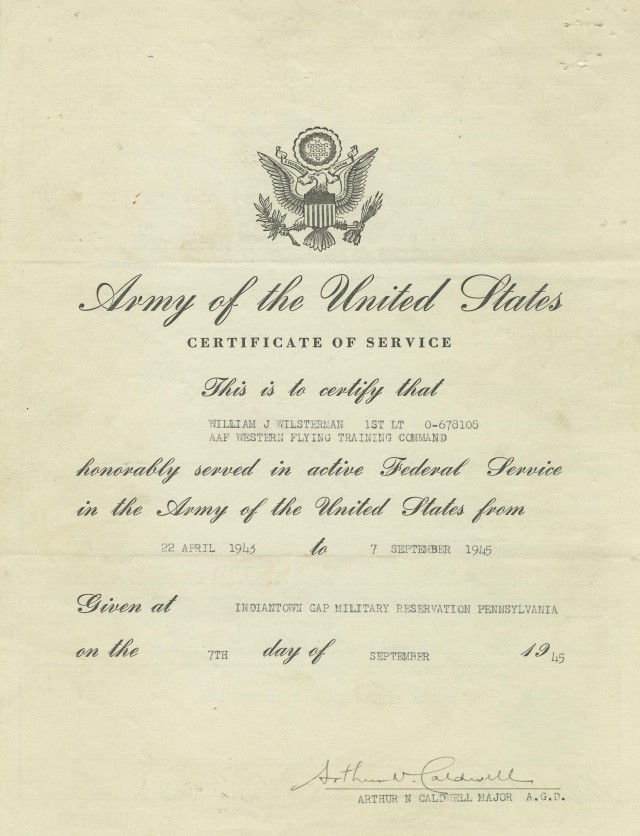 Army of the United States
CERTIFICATE OF SERVICE
This is to certify that
WILLIAM J WILSTERMAN 1ST LT 0-678108
AAF WESTERN FLYING TRAINING COMMAND
honorably served in active Federal Service
in the Army of the United States from
22 APRIL 1943 to 7 SEPTEMBER 1945
Given at INDIANTOWN GAP MILITARY RESERVATION PENNSYLVANIA
on the 7TH day of SEPTEMBER 1945
Arthur N. Caldwell
ARTHUR N CALDWELL MAJOR A.G.D.